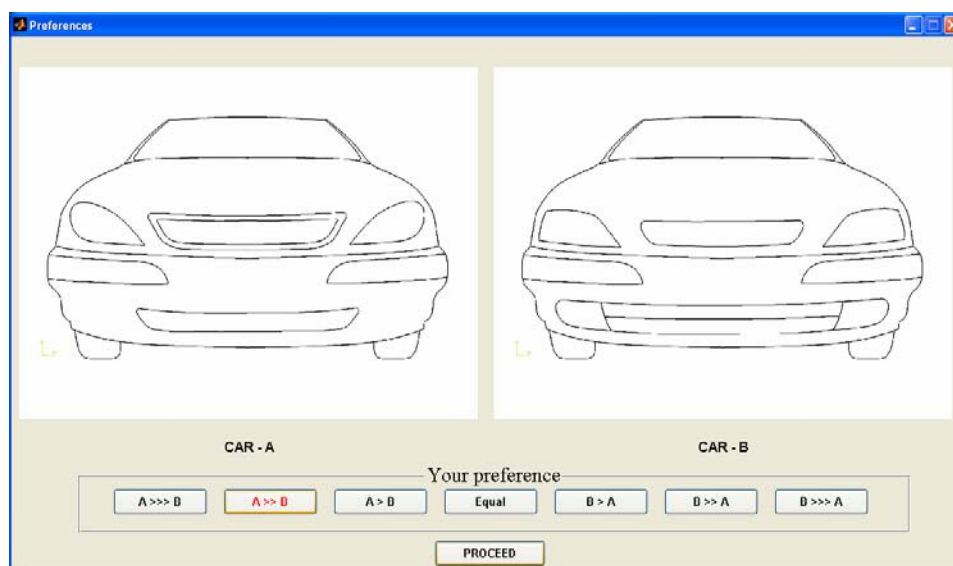 Preferences
CAR - A
CAR - B
Your preference
A >>> B
A >> B
A > B
Equal
B > A
B >> A
B >>> A
PROCEED